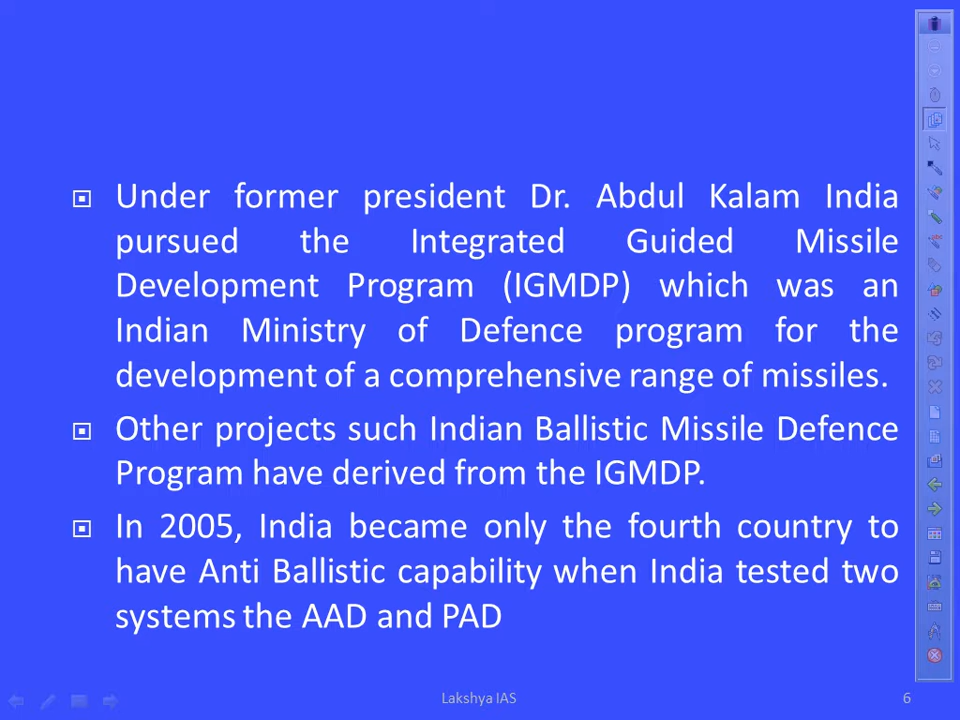 Under former president Dr. Abdul Kalam India
pursued the Integrated Guided Missile
Development Program (IGMDP) which was an
Indian Ministry of Defence program for the
development of a comprehensive range of missiles.
Other projects such Indian Ballistic Missile Defence
Program have derived from the IGMDP.
In 2005, India became only the fourth country to
have Anti Ballistic capability when India tested two
systems the AAD and PAD
Lakshya IAS
6